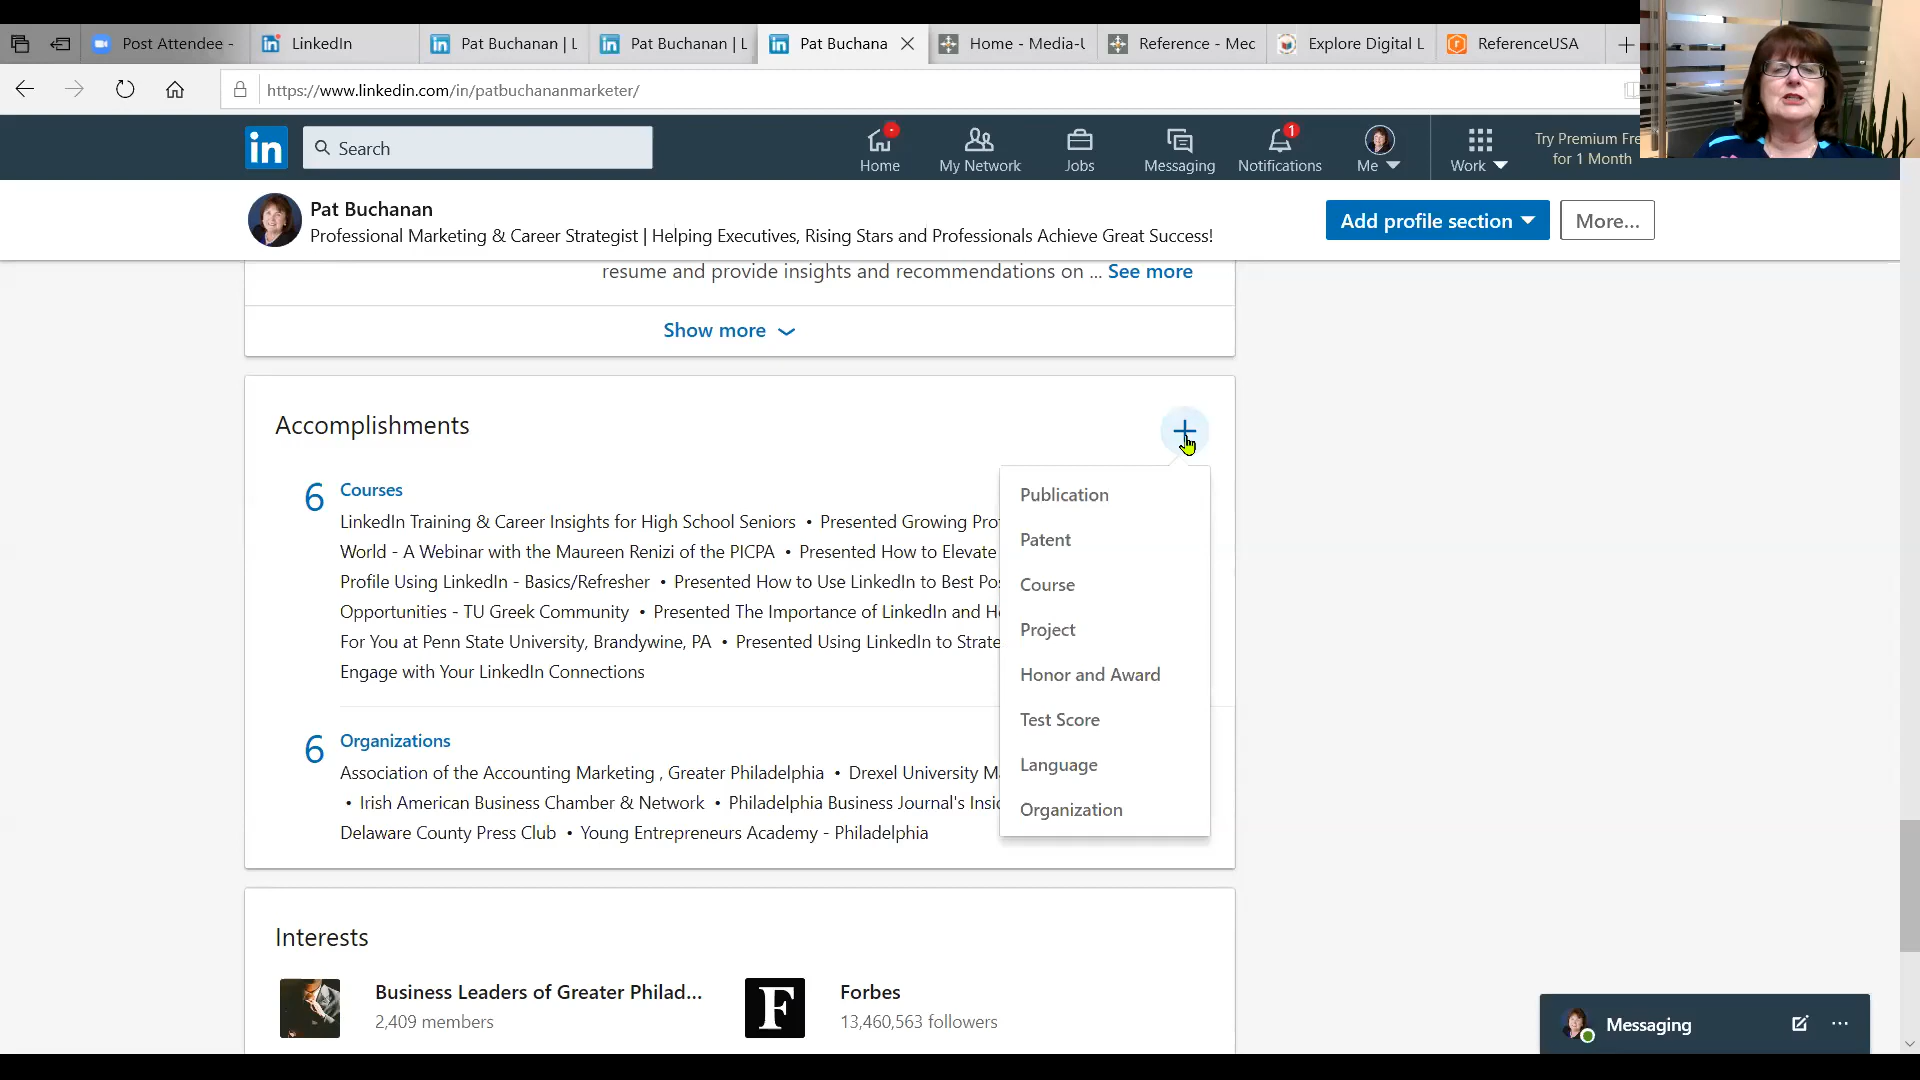 Post Attendee -
LinkedIn
Pat Buchanan | L
Pat Buchanan | L
Pat Buchana
Home - Media-U
Reference - Mec
Explore Digital L
ReferenceUSA
https://www.linkedin.com/in/patbuchananmarketer/
in
Search
Home
My Network
Jobs
Messaging
1
Notifications
Me
Work
Try Premium Fre
for 1 Month
Pat Buchanan
Professional Marketing & Career Strategist | Helping Executives, Rising Stars and Professionals Achieve Great Success!
Add profile section
More...
resume and provide insights and recommendations on ... See more
Show more
Accomplishments
6 Courses
LinkedIn Training & Career Insights for High School Seniors • Presented Growing Pro
World - A Webinar with the Maureen Renizi of the PICPA • Presented How to Elevate
Profile Using LinkedIn - Basics/Refresher • Presented How to Use LinkedIn to Best Pos
Opportunities - TU Greek Community • Presented The Importance of LinkedIn and H
For You at Penn State University, Brandywine, PA • Presented Using LinkedIn to Strate
Engage with Your LinkedIn Connections
Publication
Patent
Course
Project
Honor and Award
Test Score
Language
Organization
6 Organizations
Association of the Accounting Marketing , Greater Philadelphia • Drexel University M
• Irish American Business Chamber & Network • Philadelphia Business Journal's Insi
Delaware County Press Club • Young Entrepreneurs Academy - Philadelphia
Interests
Business Leaders of Greater Philad...
2,409 members
F
Forbes
13,460,563 followers
Messaging